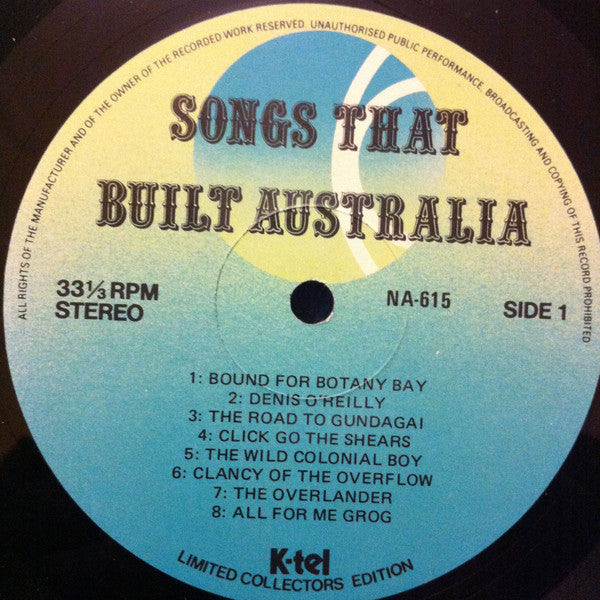 ALL RIGHTS OF THE MANUFACTURER AND OF THE OWNER OF THE RECORDED WORK RESERVED. UNAUTHORISED PUBLIC PERFORMANCE, BROADCASTING AND COPYING OF THIS RECORD PROHIBITED
SONGS THAT
BUILT AUSTRALIA
33⅓ RPM
STEREO
NA-615
SIDE 1
1: BOUND FOR BOTANY BAY
2: DENIS O'REILLY
3: THE ROAD TO GUNDAGAI
4: CLICK GO THE SHEARS
5: THE WILD COLONIAL BOY
6: CLANCY OF THE OVERFLOW
7: THE OVERLANDER
8: ALL FOR ME GROG
K-tel
LIMITED COLLECTORS EDITION